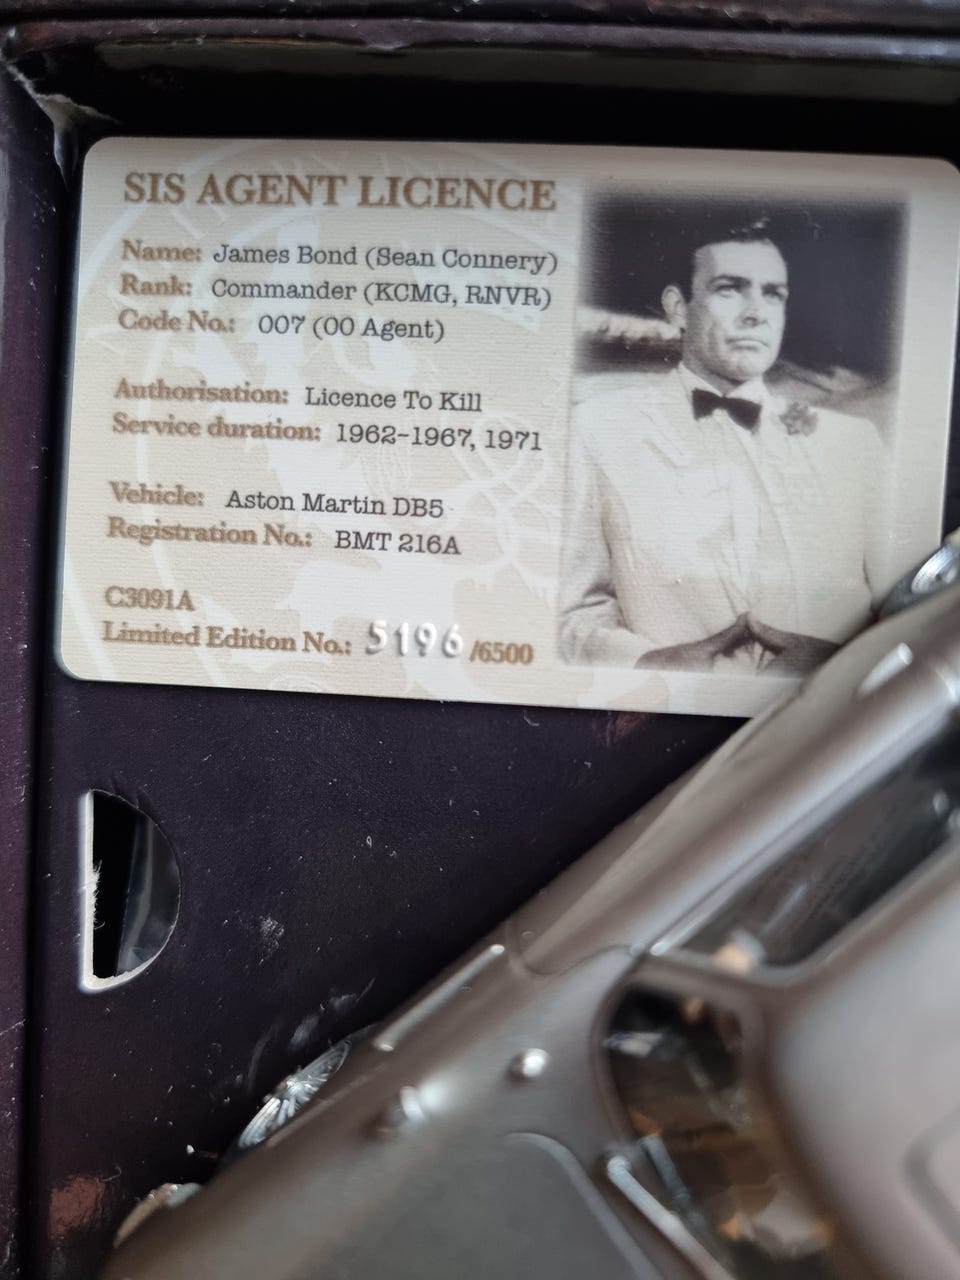 SIS AGENT LICENCE
Name: James Bond (Sean Connery)
Rank: Commander (KCMG, RNVR)
Code No.: 007 (00 Agent)
Authorisation: Licence To Kill
Service duration: 1962-1967, 1971
Vehicle: Aston Martin DB5
Registration No.: BMT 216A
C3091A
Limited Edition No.: 5196 /6500